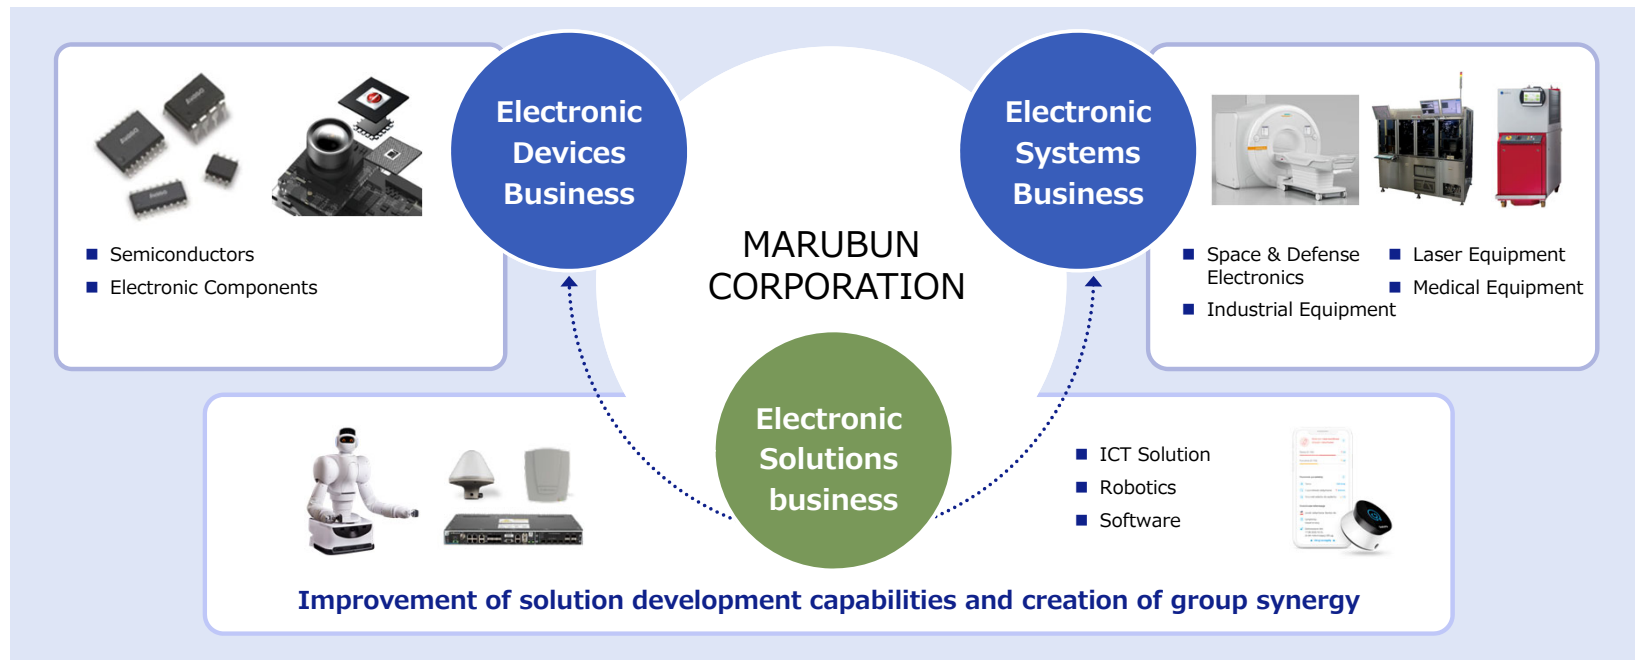 Electronic
Devices
Business
Semiconductors
Electronic Components
MARUBUN
CORPORATION
Electronic
Systems
Business
Space & Defense
Electronics
Industrial Equipment
Laser Equipment
Medical Equipment
Electronic
Solutions
business
ICT Solution
Robotics
Software
Improvement of solution development capabilities and creation of group synergy